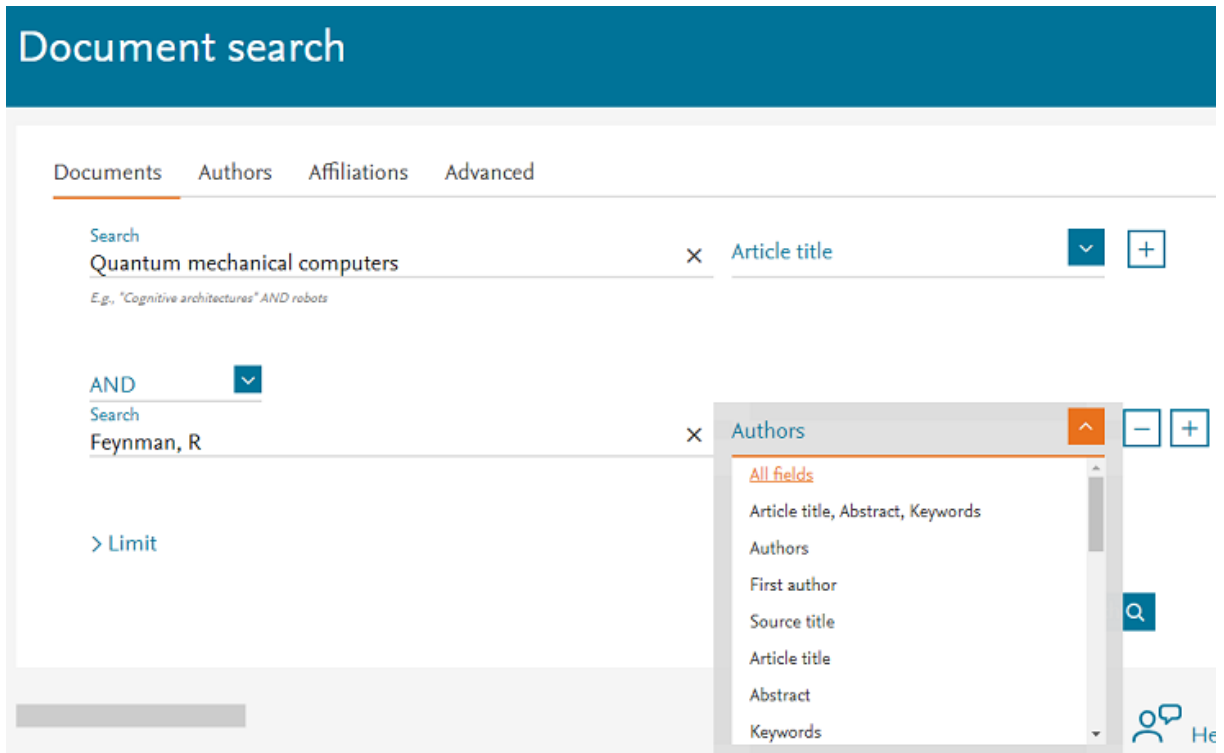 Document search
Documents Authors Affiliations Advanced
Search
Quantum mechanical computers
Article title
E.g., "Cognitive architectures" AND robots
AND
Search
Feynman, R
Authors
All fields
Article title, Abstract, Keywords
Authors
First author
Source title
Article title
Abstract
Keywords
> Limit